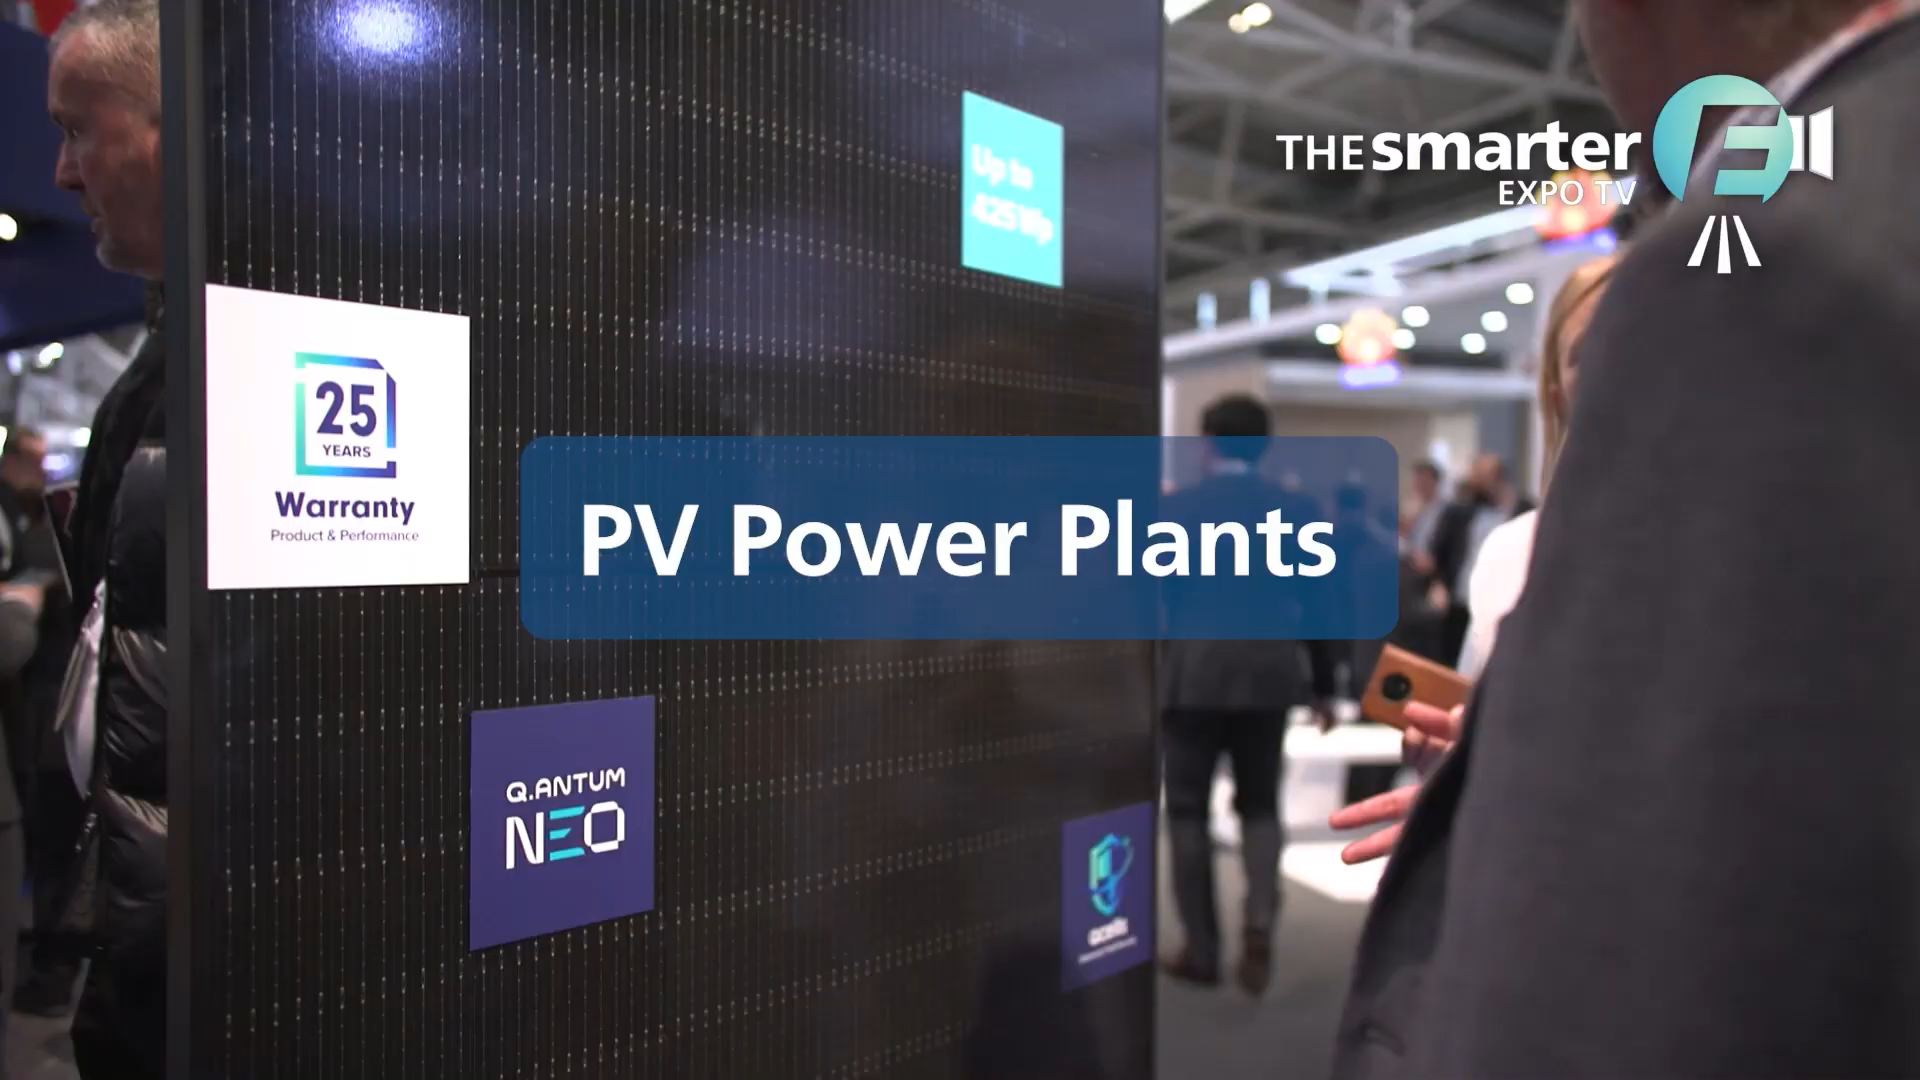 THE smarter E
EXPO TV
Up to
425 Wp
25
YEARS
Warranty
Product & Performance
PV Power Plants
Q.ANTUM
NEO